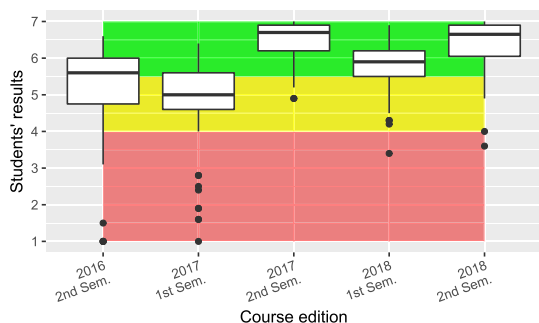 Students' results
7
6
5
4
3
2
1
2016
2nd Sem.
2017
1st Sem.
2017
2nd Sem.
2018
1st Sem.
2018
2nd Sem.
Course edition